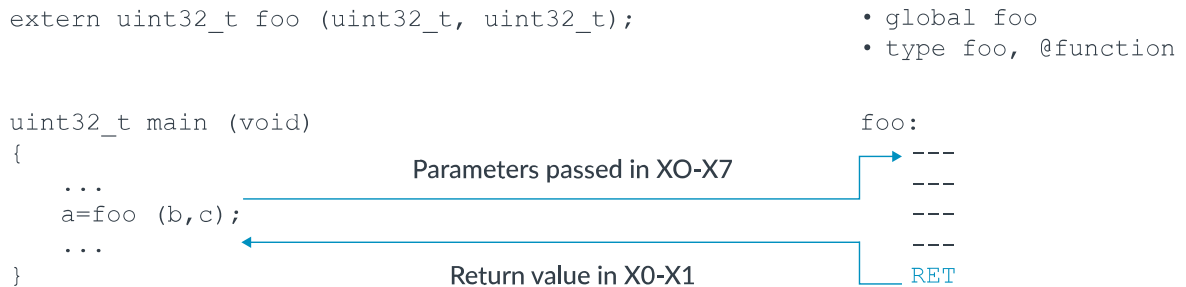 extern uint32_t foo (uint32_t, uint32_t);
• global foo
• type foo, @function
uint32_t main (void)
{
...
a=foo (b,c);
...
}
Parameters passed in XO-X7
Return value in X0-X1
foo:
---
---
---
---
RET